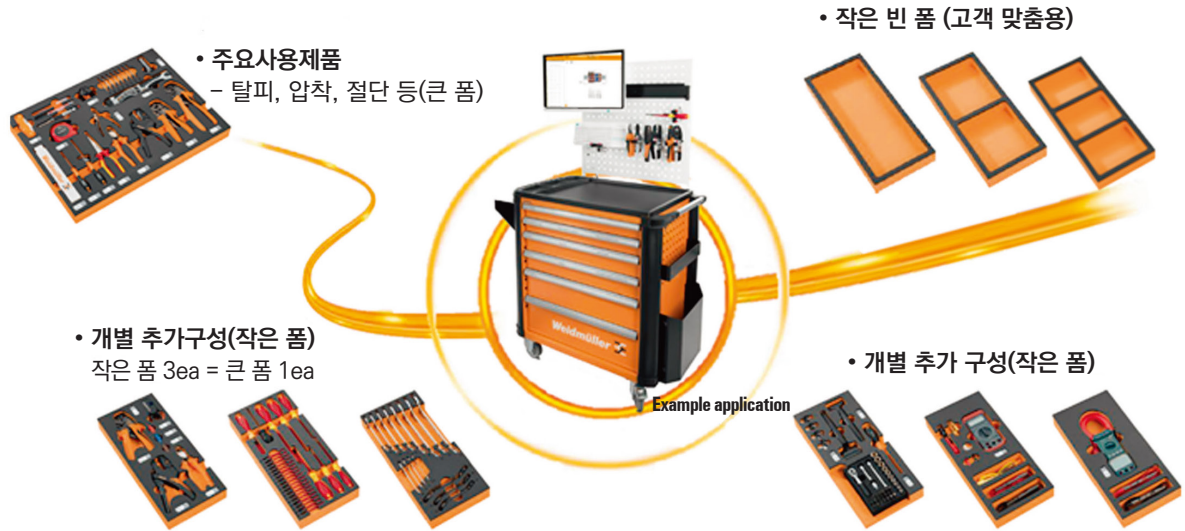 • 주요사용제품
– 탈피, 압착, 절단 등(큰 폼)
• 작은 빈 폼 (고객 맞춤용)
Weidmüller
• 개별 추가구성(작은 폼)
작은 폼 3ea = 큰 폼 1ea
• 개별 추가 구성(작은 폼)
Example application